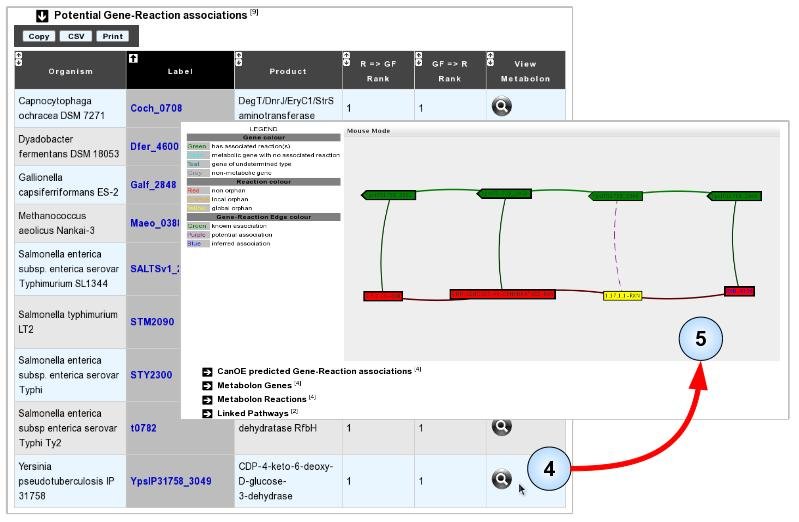 Potential Gene-Reaction associations [9]
Copy CSV Print
Organism Label Product R => GF Rank GF => R Rank View Metabolon
Capnocytophaga ochracea DSM 7271 Coch_0708 DegT/DnrJ/EryC1/StrS aminotransferase 1 1
Dyadobacter fermentans DSM 18053 Dfer_4600
Gallionella capsiferriformans ES-2 Galf_2848
Methanococcus aeolicus Nankai-3
Salmonella enterica subsp. enterica serovar Typhimurium SL1344
Salmonella typhimurium LT2 STM2090
Salmonella enterica subsp. enterica serovar Typhi STY2300
Salmonella enterica subsp enterica serovar Typhi Ty2 t0782 dehydratase RfbH 1 1
Yersinia pseudotuberculosis IP 31758 YpsIP31758_3049 CDP-4-keto-6-deoxy-D-glucose-3-dehydrase 1 1
LEGEND
Gene colour
Green has associated reaction(s)
metabolic gene with no associated reaction
Teal gene of undetermined type
Grey non-metabolic gene
Reaction colour
Red non orphan
local orphan
global orphan
Gene-Reaction Edge colour
Green known association
Purple potential association
Blue inferred association
Mouse Mode
1.17.1.1-RXN
CanOE predicted Gene-Reaction associations [4]
Metabolon Genes [4]
Metabolon Reactions [4]
Linked Pathways [2]
5
4